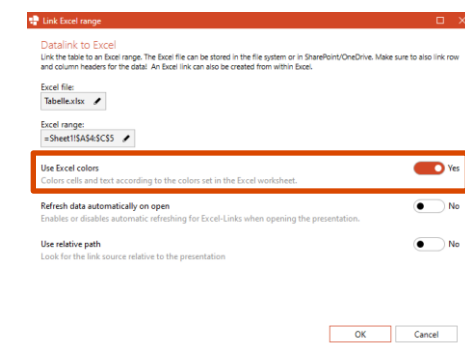 Link Excel range
Datalink to Excel
Link the table to an Excel range. The Excel file can be stored in the file system or in SharePoint/OneDrive. Make sure to also link row
and column headers for the data! An Excel link can also be created from within Excel.
Excel file:
Tabelle.xlsx
Excel range:
=Sheet1!$A$4:$C$5
Use Excel colors
Yes
Colors cells and text according to the colors set in the Excel worksheet.
Refresh data automatically on open
No
Enables or disables automatic refreshing for Excel-Links when opening the presentation.
Use relative path
No
Look for the link source relative to the presentation
OK
Cancel